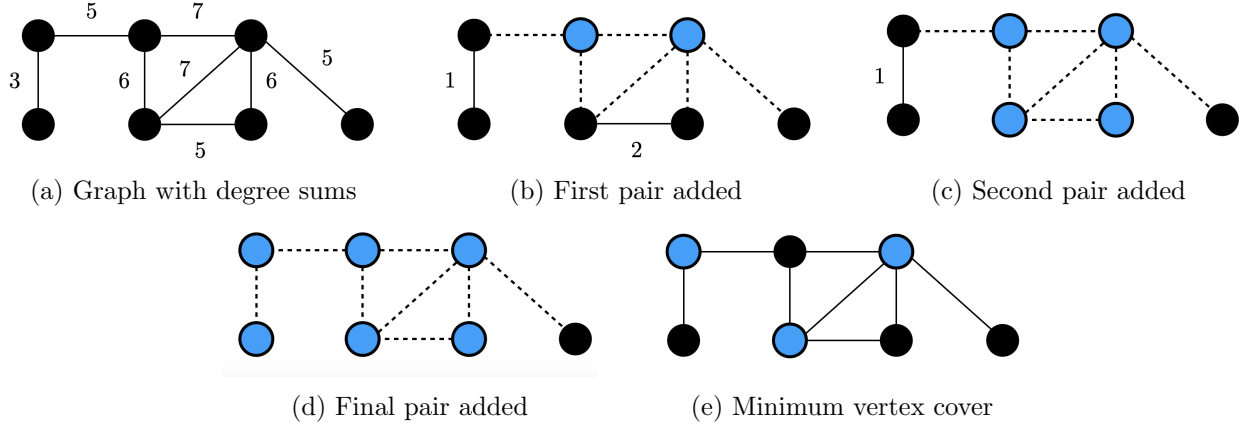 5 7
3 6 7 6 5
5
(a) Graph with degree sums
1
2
(b) First pair added
1
(c) Second pair added
(d) Final pair added
(e) Minimum vertex cover